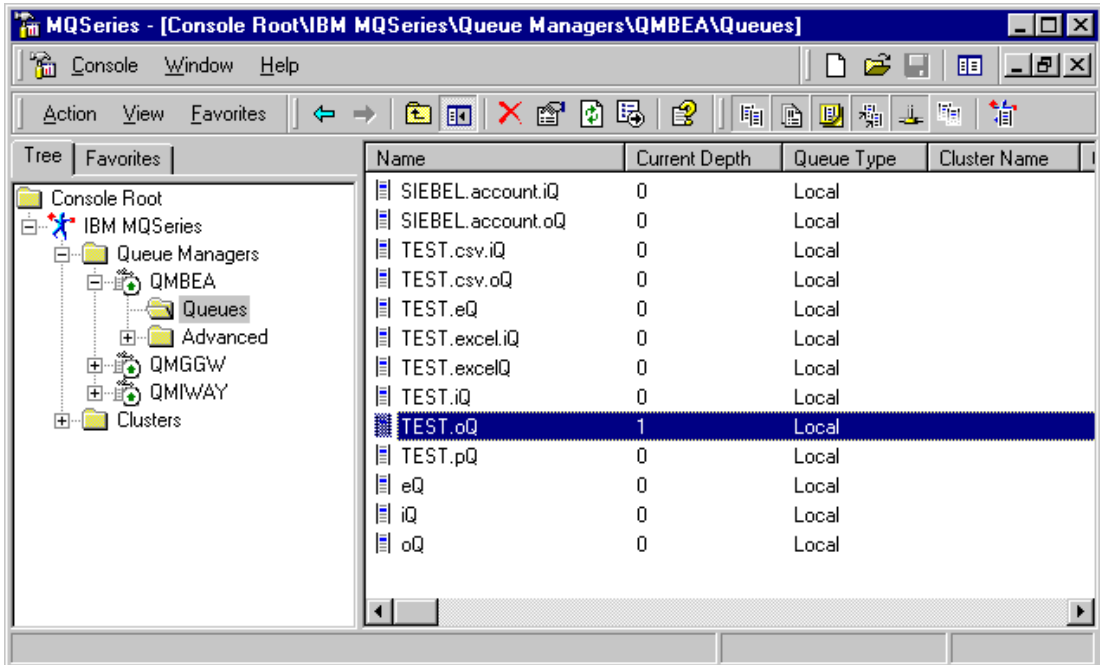 MQSeries - [Console Root\IBM MQSeries\Queue Managers\QMBEA\Queues]
Console Window Help
Action View Favorites
Tree Favorites
Console Root
IBM MQSeries
Queue Managers
QMBEA
Queues
Advanced
QMGGW
QMIWAY
Clusters
Name Current Depth Queue Type Cluster Name
SIEBEL.account.iQ 0 Local
SIEBEL.account.oQ 0 Local
TEST.csv.iQ 0 Local
TEST.csv.oQ 0 Local
TEST.eQ 0 Local
TEST.excel.iQ 0 Local
TEST.excelQ 0 Local
TEST.iQ 0 Local
TEST.oQ 1 Local
TEST.pQ 0 Local
eQ 0 Local
iQ 0 Local
oQ 0 Local